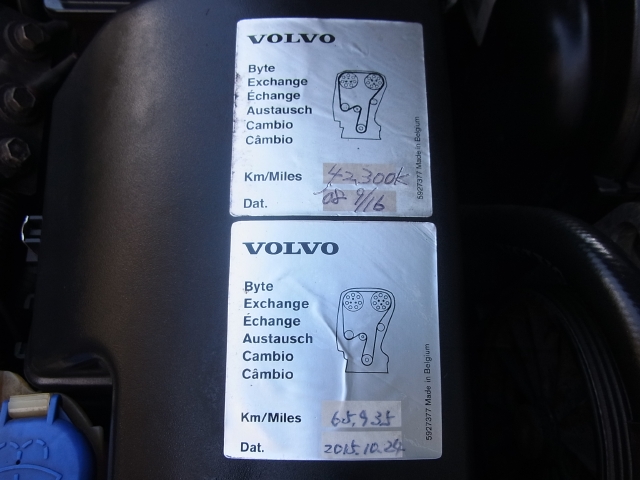 VOLVO
Byte
Exchange
Échange
Austausch
Cambio
Câmbio
Km/Miles 42,300K
Dat. 08 9/16
5927377 Made in Belgium
VOLVO
Byte
Exchange
Échange
Austausch
Cambio
Câmbio
Km/Miles 65,935
Dat. 2015.10.24
5927377 Made in Belgium